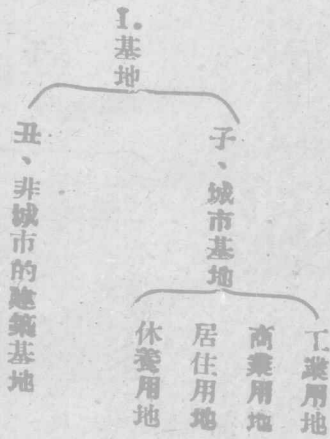 I.基地
子、城市基地
工業用地
商業用地
居住用地
休養用地
丑、非城市的建築基地